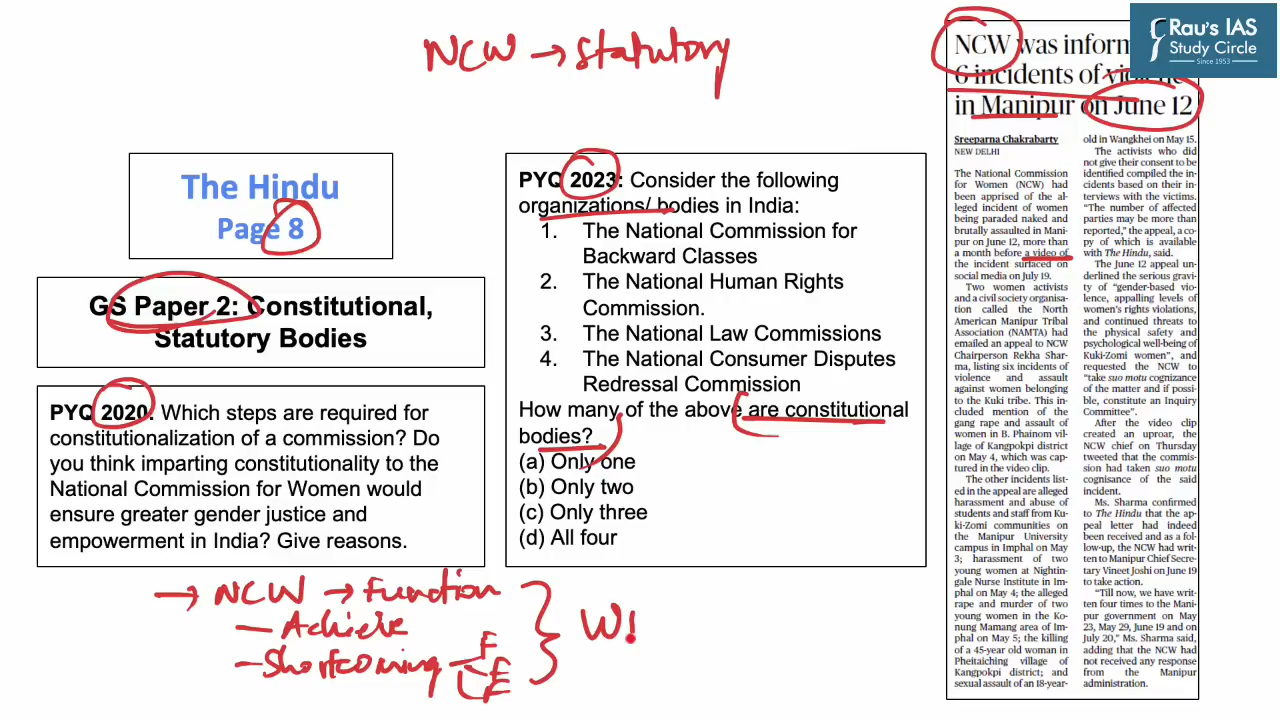 NCW → Statutory
Rau's IAS
Study Circle
Since 1953
The Hindu
Page 8
GS Paper 2: Constitutional,
Statutory Bodies
PYQ 2020: Which steps are required for
constitutionalization of a commission? Do
you think imparting constitutionality to the
National Commission for Women would
ensure greater gender justice and
empowerment in India? Give reasons.
PYQ 2023: Consider the following
organizations/ bodies in India:
1. The National Commission for
Backward Classes
2. The National Human Rights
Commission.
3. The National Law Commissions
4. The National Consumer Disputes
Redressal Commission
How many of the above are constitutional
bodies?
(a) Only one
(b) Only two
(c) Only three
(d) All four
→ NCW → Function
— Achieve
— Shortcoming F
F
F
W!
NCW was inform
6 incidents of
in Manipur on June 12
Sreeparna Chakrabarty
NEW DELHI
The National Commission
for Women (NCW) had
been apprised of the al-
leged incident of women
being paraded naked and
brutally assaulted in Mani-
pur on June 12, more than
a month before a video of
the incident surfaced on
social media on July 19.
Two women activists
and a civil society organisa-
tion called the North
American Manipur Tribal
Association (NAMTA) had
emailed an appeal to NCW
Chairperson Rekha Shar-
ma, listing six incidents of
violence and assault
against women belonging
to the Kuki tribe. This in-
cluded mention of the
gang rape and assault of
women in B. Phainom vil-
lage of Kangpokpi district
on May 4, which was cap-
tured in the video clip.
The other incidents list-
ed in the appeal are alleged
harassment and abuse of
students and staff from Ku-
ki-Zomi communities on
the Manipur University
campus in Imphal on May
3; harassment of two
young women at Nightin-
gale Nurse Institute in Im-
phal on May 4; the alleged
rape and murder of two
young women in the Ko-
nung Mamang area of Im-
phal on May 5; the killing
of a 45-year old woman in
Pheitaiching village of
Kangpokpi district; and
sexual assault of an 18-year-
old in Wangkhei on May 15.
The activists who did
not give their consent to be
identified compiled the in-
cidents based on their in-
terviews with the victims.
"The number of affected
parties may be more than
reported," the appeal, a co-
py of which is available
with The Hindu, said.
The June 12 appeal un-
derlined the serious gravi-
ty of "gender-based vio-
lence, appalling levels of
women's rights violations,
and continued threats to
the physical safety and
psychological well-being of
Kuki-Zomi women", and
requested the NCW to
"take suo motu cognizance
of the matter and if possi-
ble, constitute an Inquiry
Committee".
After the video clip
created an uproar, the
NCW chief on Thursday
tweeted that the commis-
sion had taken suo motu
cognisance of the said
incident.
Ms. Sharma confirmed
to The Hindu that the ap-
peal letter had indeed
been received and as a fol-
low-up, the NCW had writ-
ten to Manipur Chief Secre-
tary Vineet Joshi on June 19
to take action.
"Till now, we have writ-
ten four times to the Mani-
pur government on May
23, May 29, June 19 and on
July 20," Ms. Sharma said,
adding that the NCW had
not received any response
from the Manipur
administration.